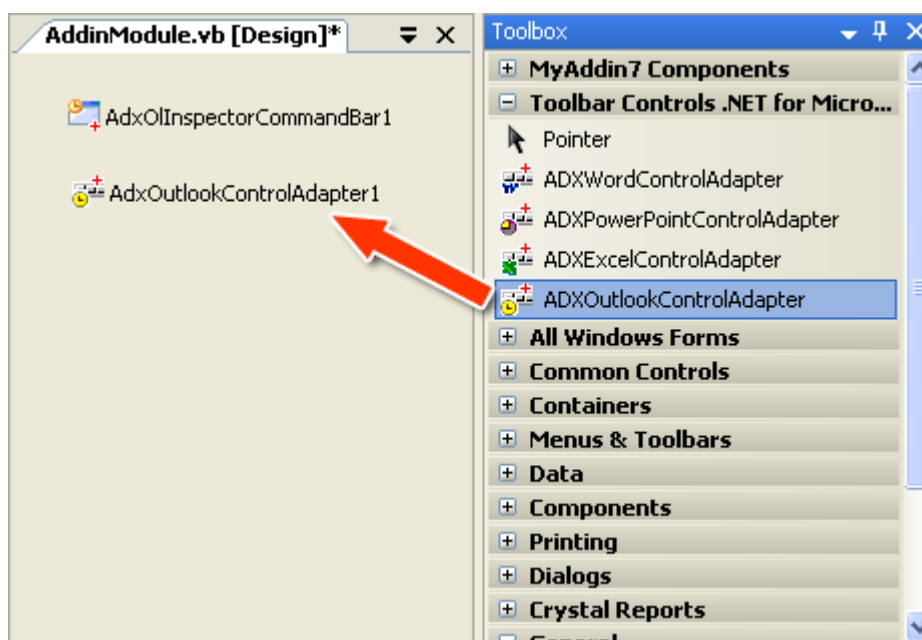 AddinModule.vb [Design]*
AdxOlInspectorCommandBar1
AdxOutlookControlAdapter1
Toolbox
MyAddin7 Components
Toolbar Controls .NET for Micro...
Pointer
ADXWordControlAdapter
ADXPowerPointControlAdapter
ADXExcelControlAdapter
ADXOutlookControlAdapter
All Windows Forms
Common Controls
Containers
Menus & Toolbars
Data
Components
Printing
Dialogs
Crystal Reports